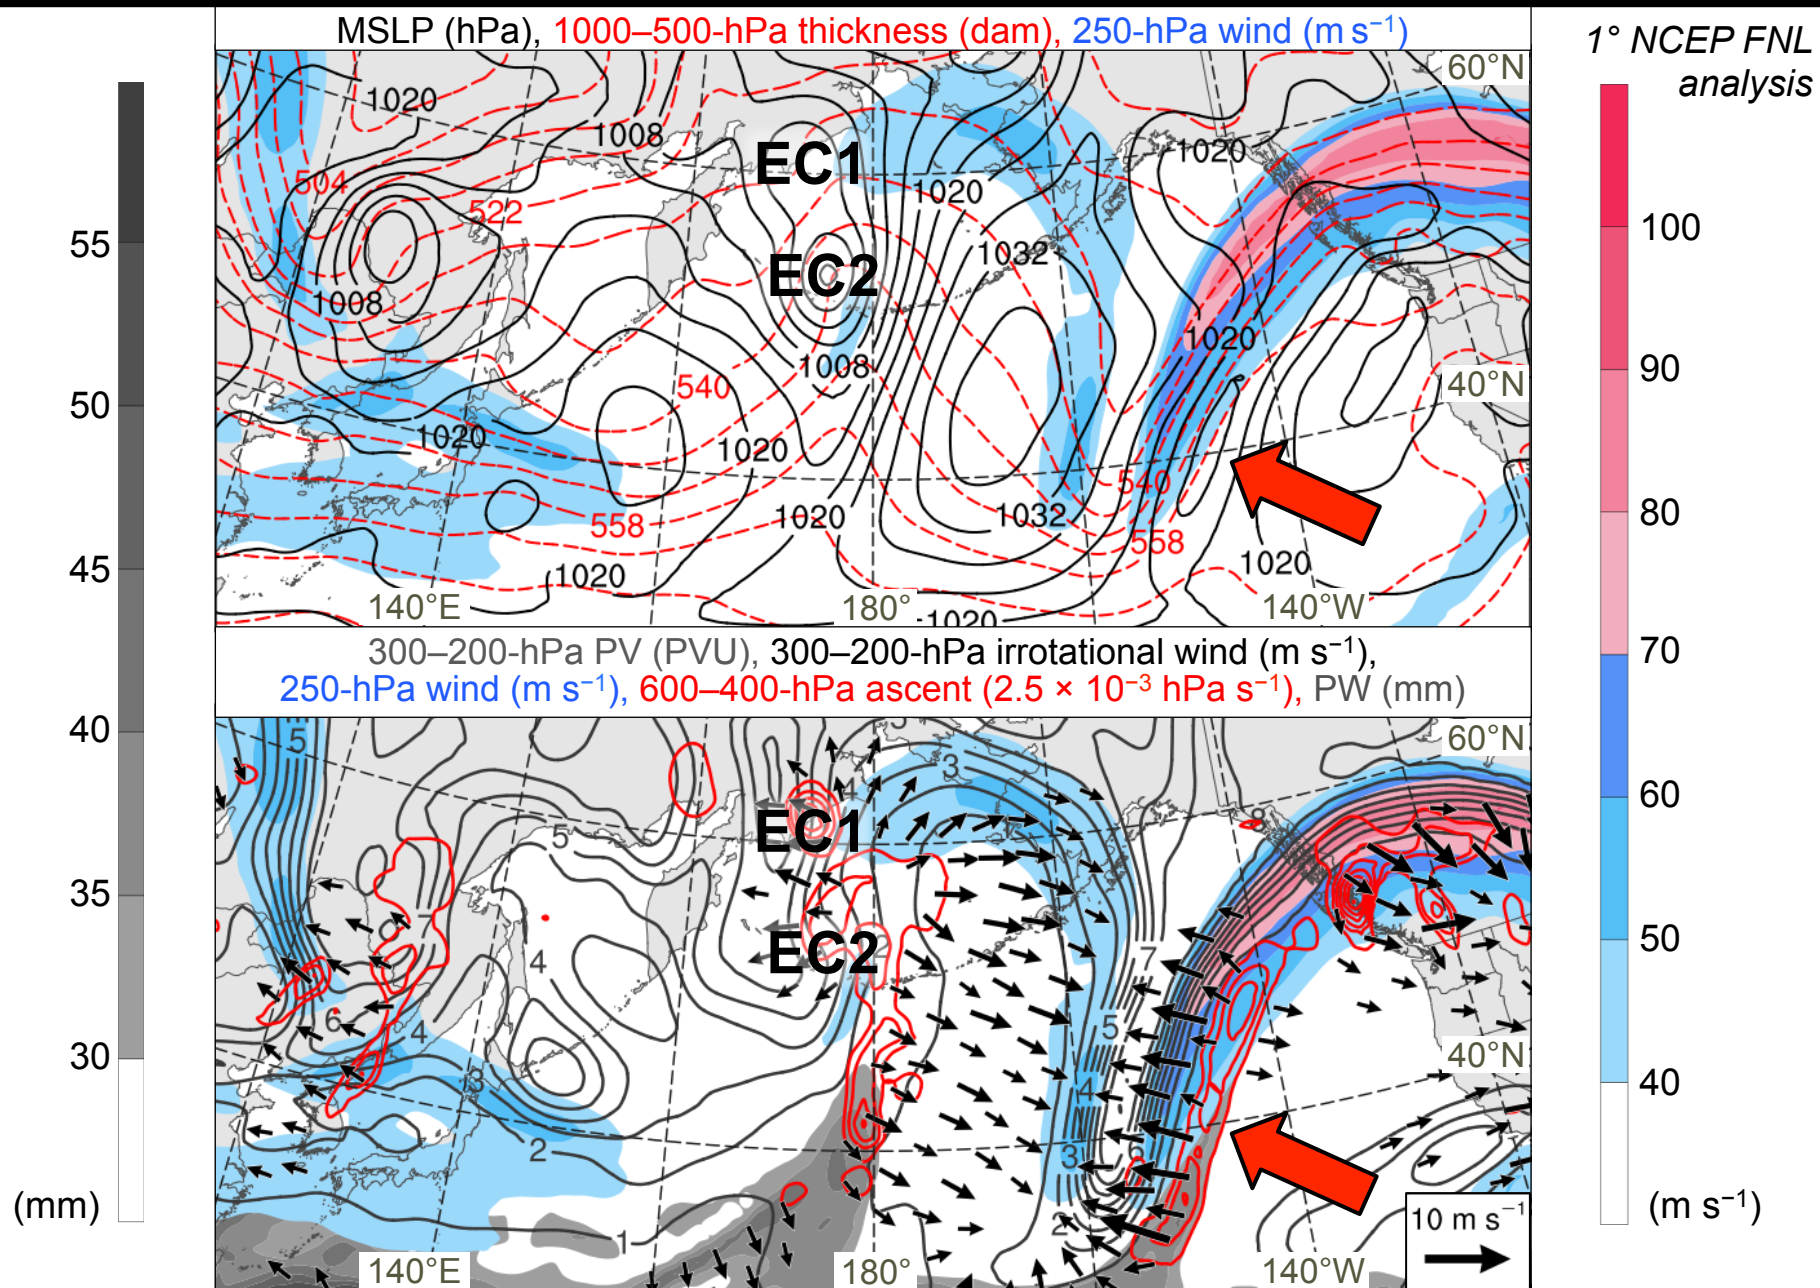 MSLP (hPa), 1000–500-hPa thickness (dam), 250-hPa wind (m s⁻¹)
1° NCEP FNL
analysis
60°N
1020
1008
EC1
1020
504
522
1020
1032
EC2
1008
1020
1008
40°N
540
1020
1020
540
558
1020
1032
558
1020
1020
140°E
180°
140°W
1020
300–200-hPa PV (PVU), 300–200-hPa irrotational wind (m s⁻¹),
250-hPa wind (m s⁻¹), 600–400-hPa ascent (2.5 × 10⁻³ hPa s⁻¹), PW (mm)
60°N
5
3
4
8
EC1
5
7
EC2
4
7
6
4
5
40°N
3
4
2
3
6
2
1
10 m s⁻¹
140°E
180°
140°W
55
50
45
40
35
30
(mm)
100
90
80
70
60
50
40
(m s⁻¹)